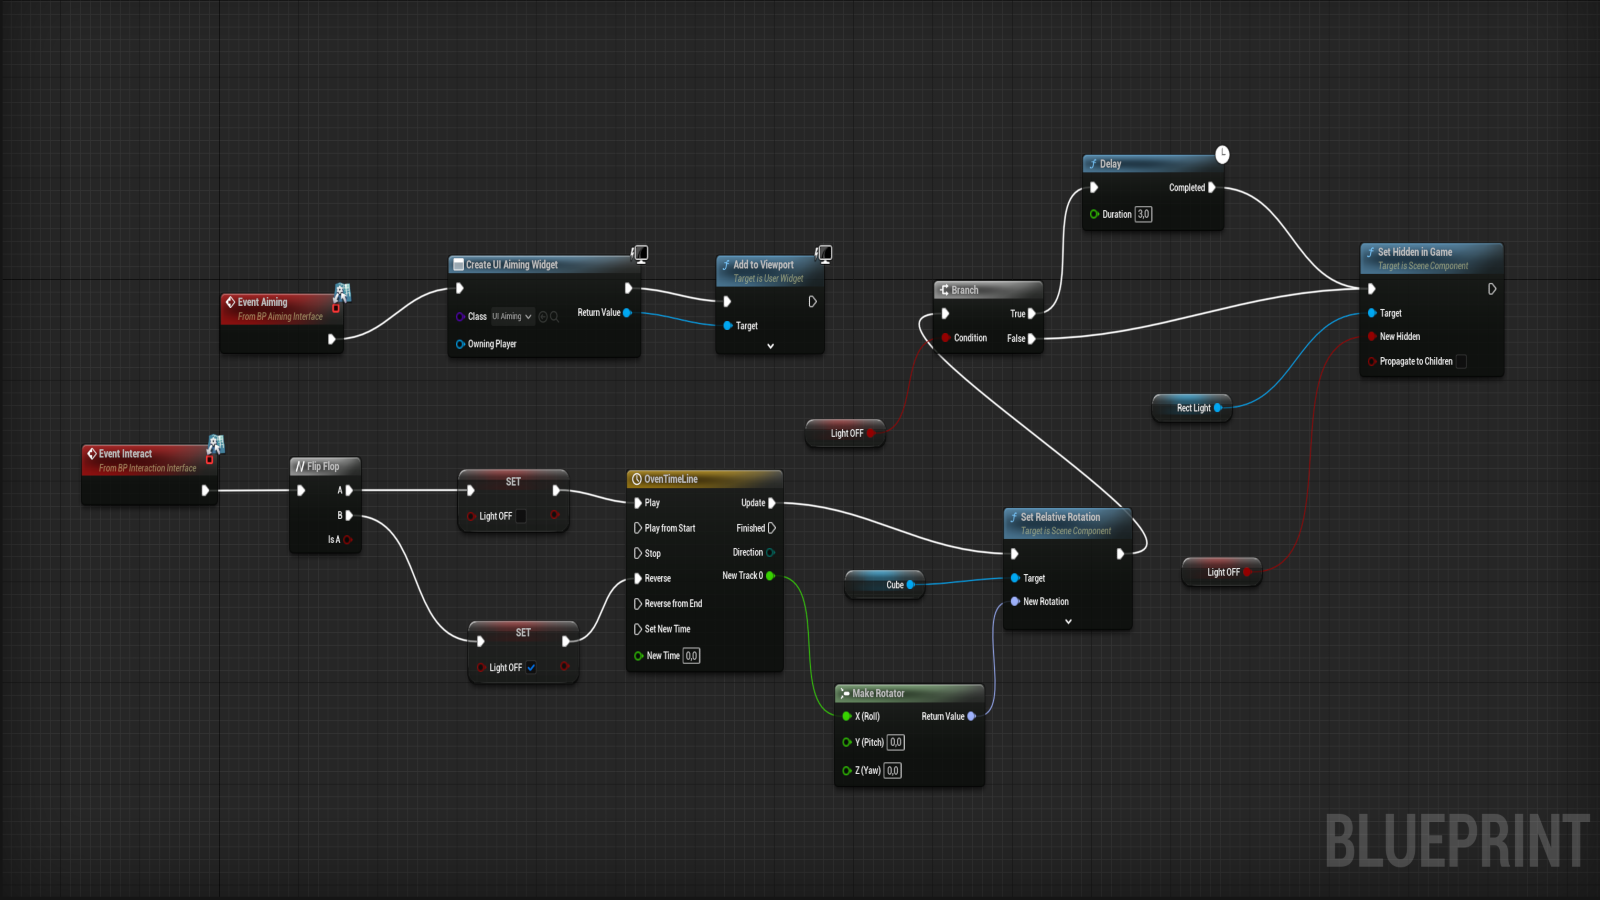 Delay
Completed
Duration 3,0
Set Hidden in Game
Target is Scene Component
Target
New Hidden
Propagate to Children
Create UI Aiming Widget
Class UI Aiming
Return Value
Owning Player
Add to Viewport
Target is User Widget
Target
Event Aiming
From BP Aiming Interface
Branch
True
Condition
False
Rect Light
Light OFF
Event Interact
From BP Interaction Interface
Flip Flop
A
B
Is A
SET
Light OFF
SET
Light OFF
OvenTimeLine
Play
Update
Play from Start
Finished
Stop
Direction
Reverse
New Track 0
Reverse from End
Set New Time
New Time 0,0
Cube
Set Relative Rotation
Target is Scene Component
Target
New Rotation
Light OFF
Make Rotator
X (Roll)
Return Value
Y (Pitch) 0,0
Z (Yaw) 0,0
BLUEPRINT